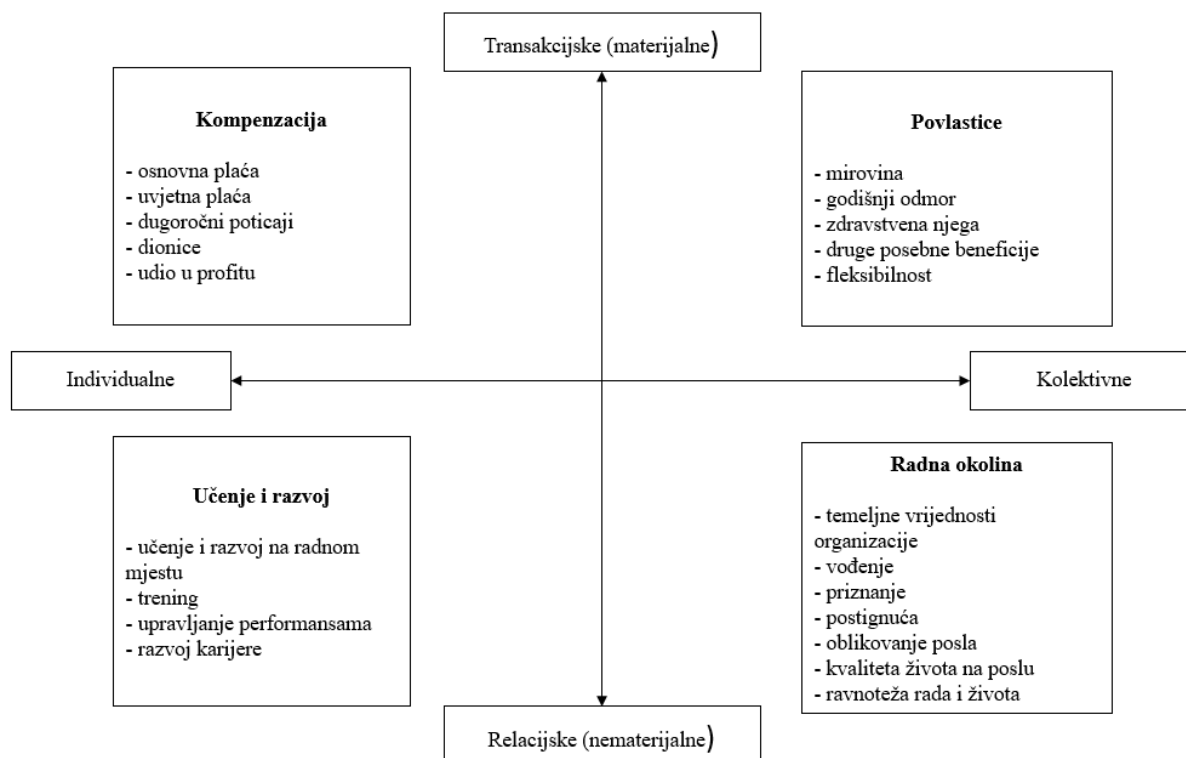 Transakcijske (materijalne)
Kompenzacija
- osnovna plaća
- uvjetna plaća
- dugoročni poticaji
- dionice
- udio u profitu
Povlastice
- mirovina
- godišnji odmor
- zdravstvena njega
- druge posebne beneficije
- fleksibilnost
Individualne
Kolektivne
Učenje i razvoj
- učenje i razvoj na radnom
mjestu
- trening
- upravljanje performansama
- razvoj karijere
Radna okolina
- temeljne vrijednosti
organizacije
- vođenje
- priznanje
- postignuća
- oblikovanje posla
- kvaliteta života na poslu
- ravnoteža rada i života
Relacijske (nematerijalne)